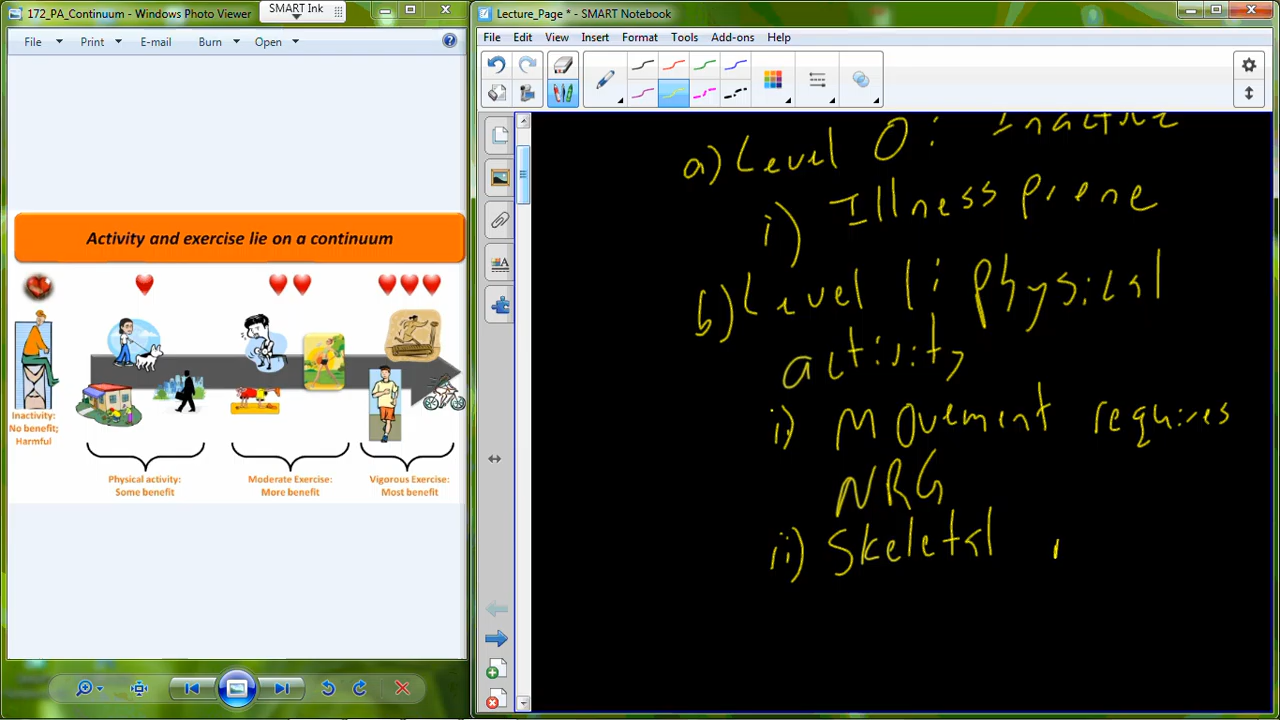 172_PA_Continuum - Windows Photo Viewer
SMART Ink
File Print E-mail Burn Open
Activity and exercise lie on a continuum
Inactivity:
No benefit;
Harmful
Physical activity:
Some benefit
Moderate Exercise:
More benefit
Vigorous Exercise:
Most benefit
Lecture_Page * - SMART Notebook
File Edit View Insert Format Tools Add-ons Help
a) Level 0: Inactive
i) Illness prone
b) Level 1: physical
activity
i) Movement requires
NRG
ii) Skeletal